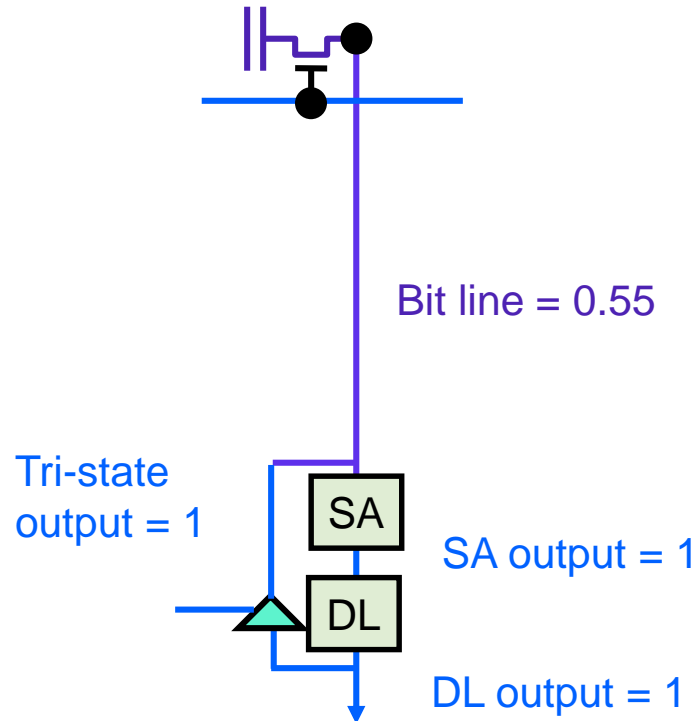 Bit line = 0.55
Tri-state
output = 1
SA
SA output = 1
DL
DL output = 1